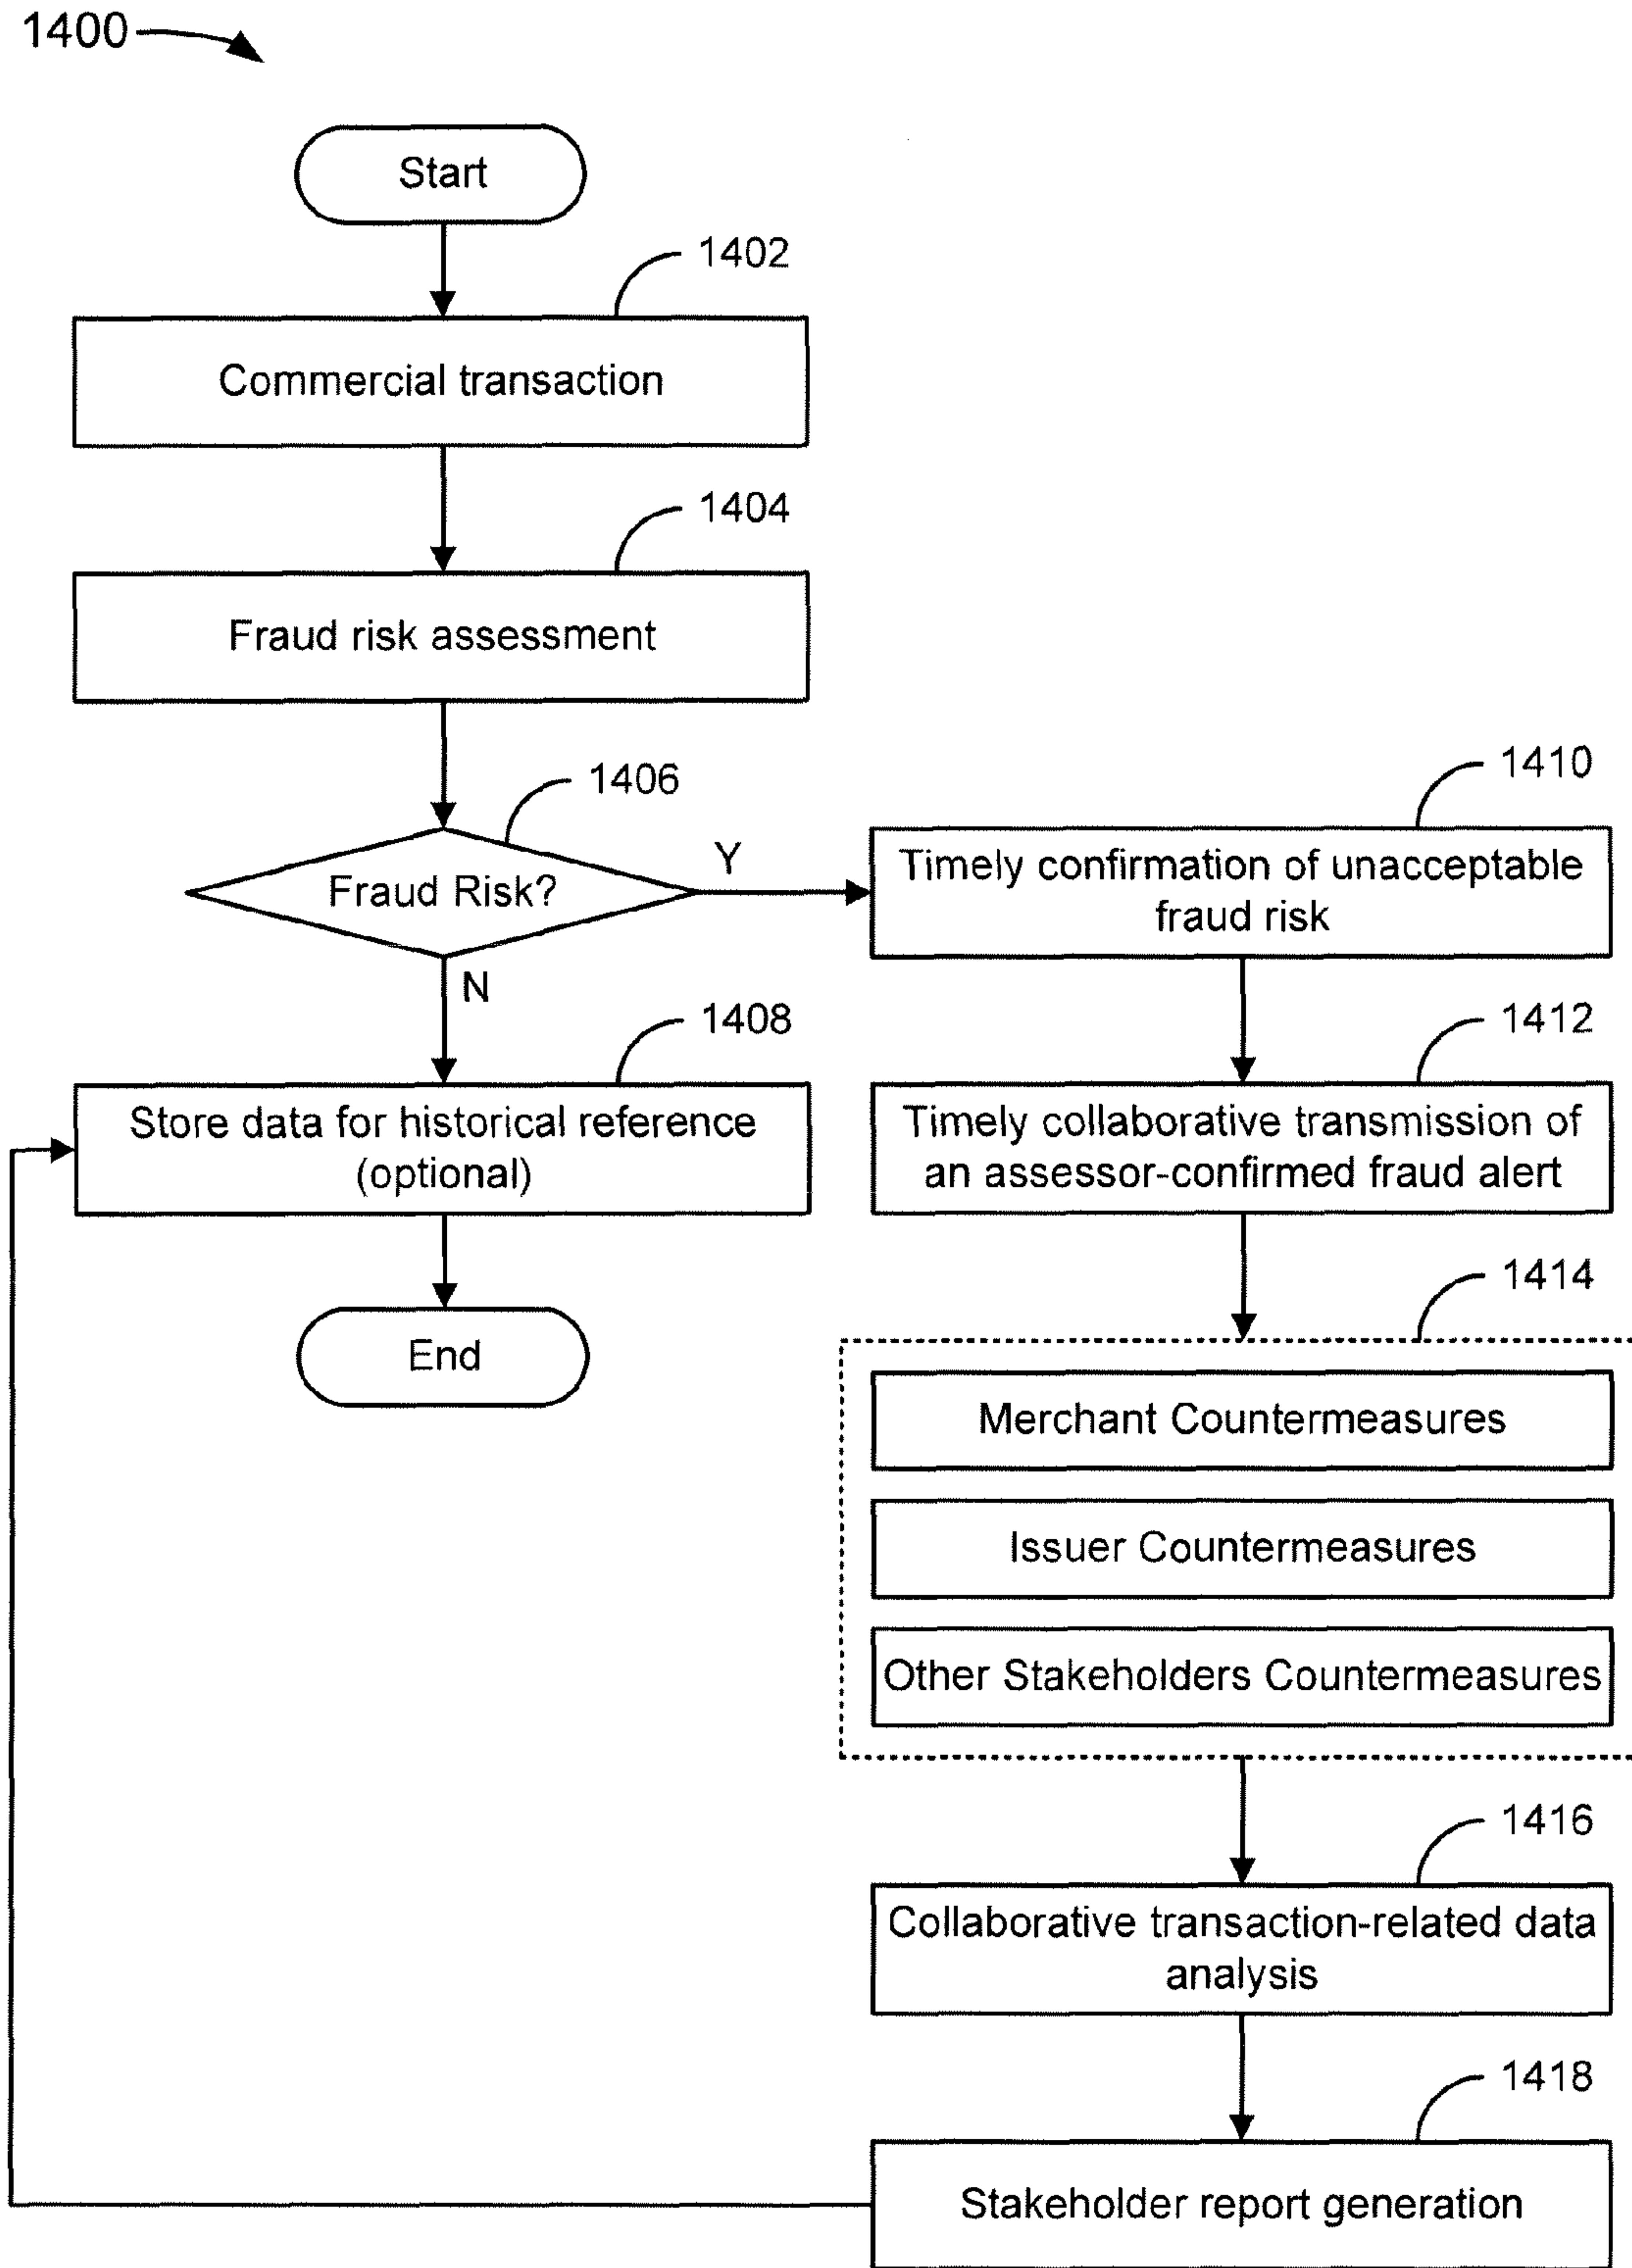 1400
Start
1402
Commercial transaction
1404
Fraud risk assessment
1406
Fraud Risk?
Y
N
1408
Store data for historical reference
(optional)
End
1410
Timely confirmation of unacceptable
fraud risk
1412
Timely collaborative transmission of
an assessor-confirmed fraud alert
1414
Merchant Countermeasures
Issuer Countermeasures
Other Stakeholders Countermeasures
1416
Collaborative transaction-related data
analysis
1418
Stakeholder report generation